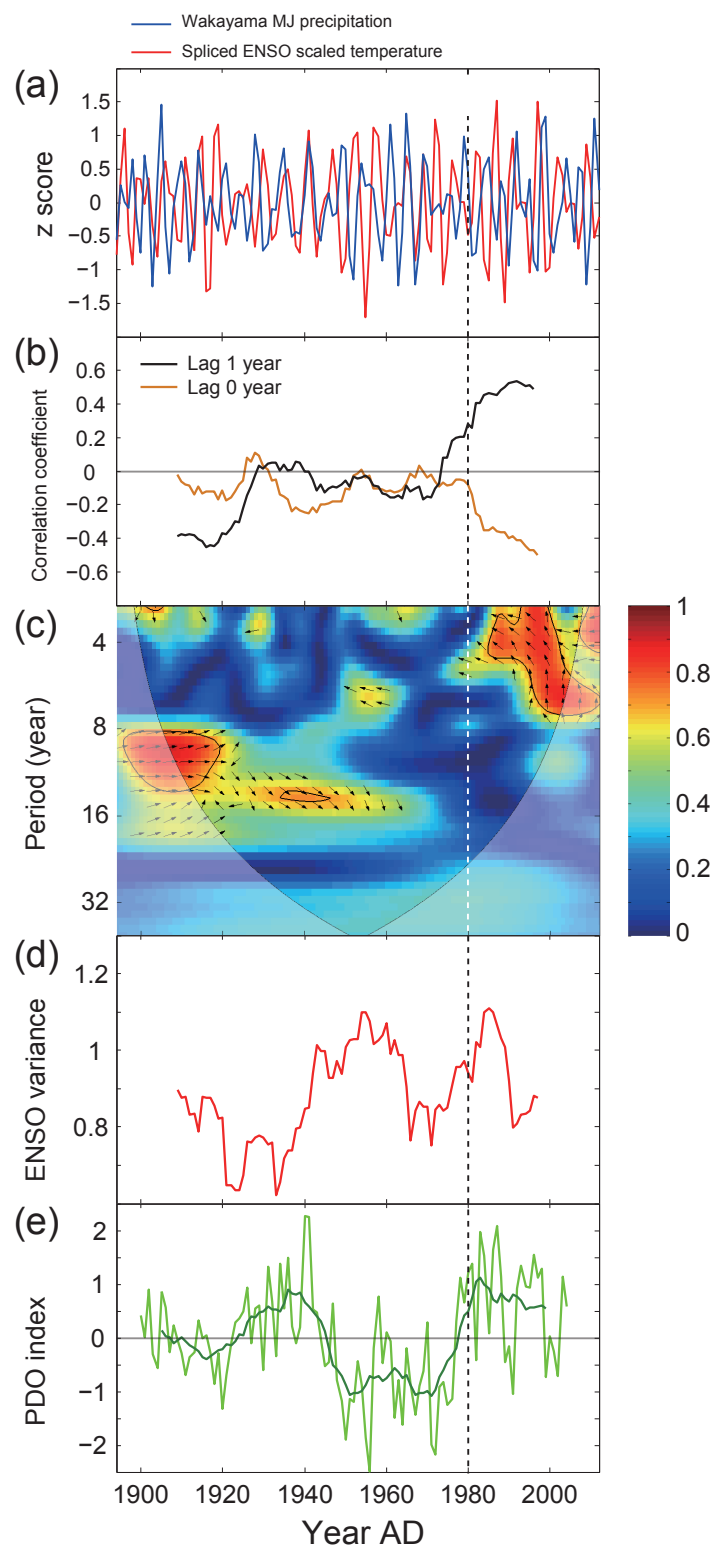 Wakayama MJ precipitation
Spliced ENSO scaled temperature
(a)
z score
1.5
1
0.5
0
−0.5
−1
−1.5
(b)
Correlation coefficient
Lag 1 year
Lag 0 year
0.6
0.4
0.2
0
−0.2
−0.4
−0.6
(c)
Period (year)
4
8
16
32
1
0.8
0.6
0.4
0.2
0
(d)
ENSO variance
1.2
1
0.8
(e)
PDO index
2
1
0
−1
−2
1900 1920 1940 1960 1980 2000
Year AD